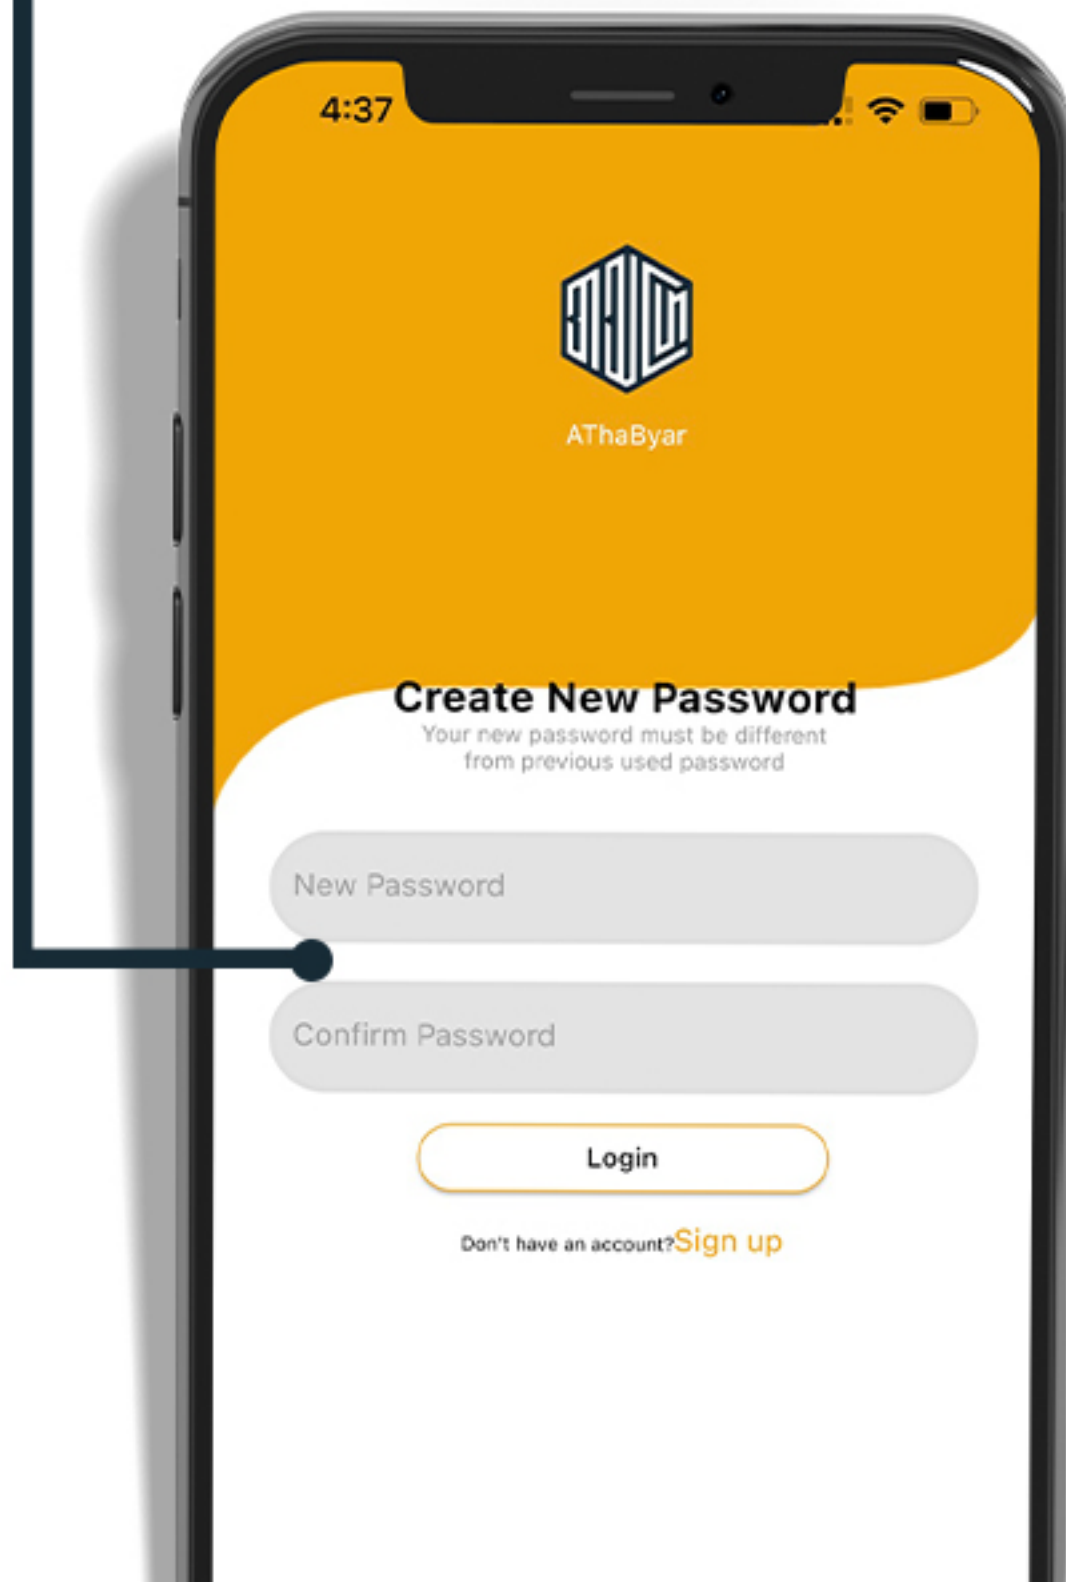 4:37
AThaByar
Create New Password
Your new password must be different
from previous used password
New Password
Confirm Password
Login
Don't have an account?Sign up